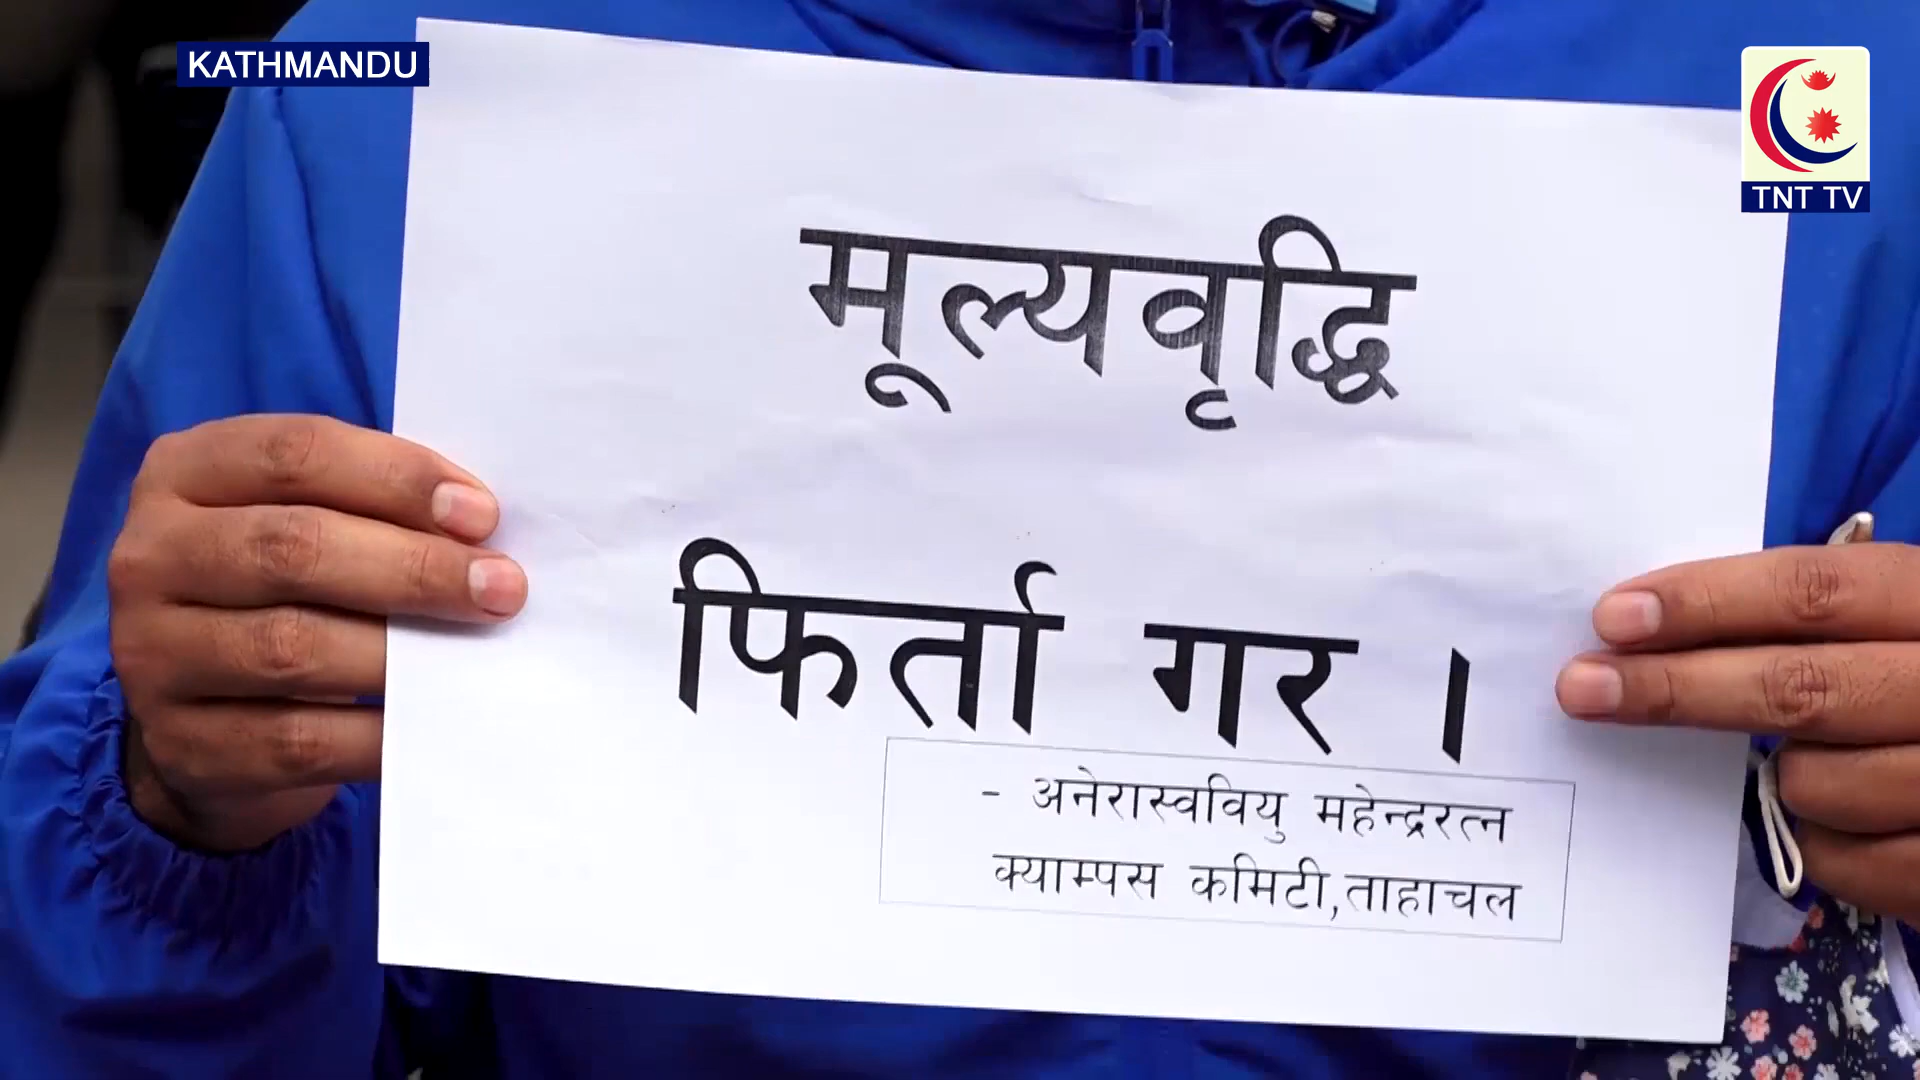 KATHMANDU
TNT TV
मूल्यवृद्धि
फिर्ता गर ।
- अनेरास्ववियु महेन्द्ररत्न
क्याम्पस कमिटी,ताहाचल